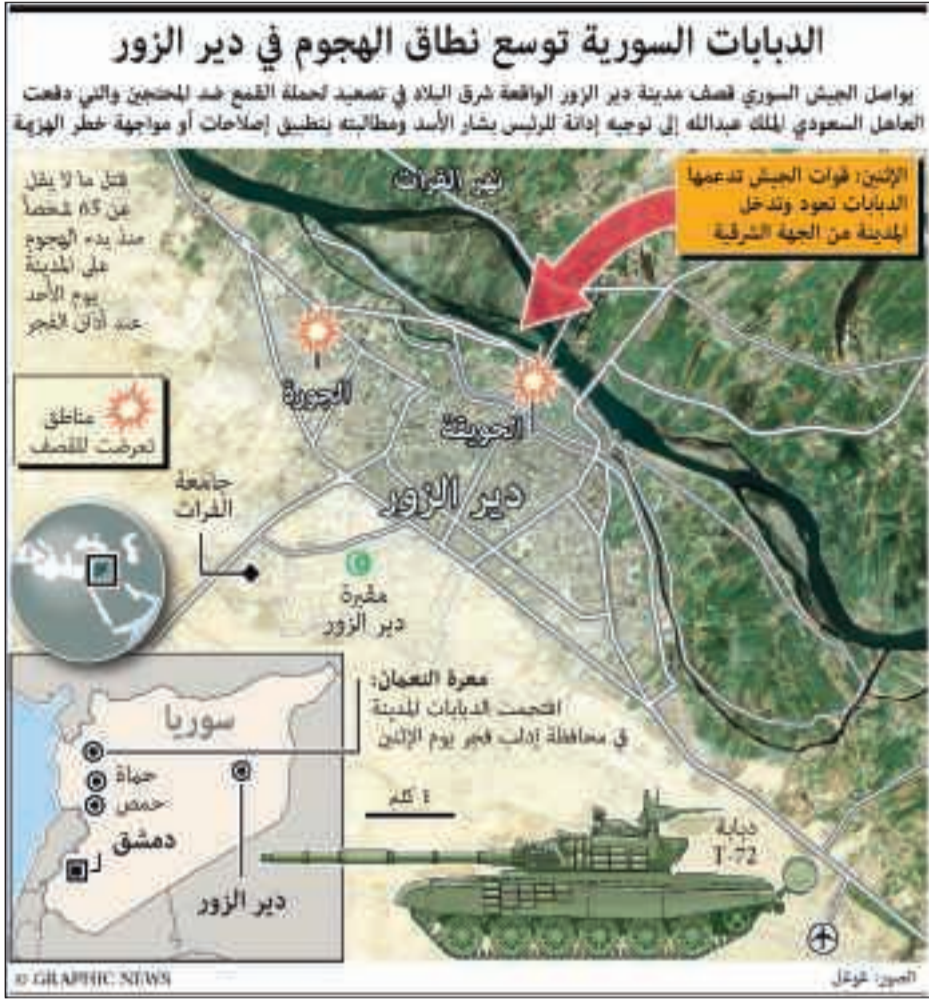 الدبابات السورية توسع نطاق الهجوم في دير الزور
يواصل الجيش السوري قصف مدينة دير الزور الواقعة شرق البلاد في تصعيد لحملة القمع ضد المحتجين والتي دفعت
العاهل السعودي الملك عبدالله إلى توجيه إدانة للرئيس بشار الأسد ومطالبته بتطبيق إصلاحات أو مواجهة خطر الهزيمة
الإثنين: قوات الجيش تدعمها
الدبابات تعود وتدخل
المدينة من الجهة الشرقية
نهر الفرات
قتل ما لا يقل
عن 65 شخصاً
منذ بدء الهجوم
على المدينة
يوم الأحد
عند أذان الفجر
الجورة
الحويقة
مناطق
تعرضت للقصف
دير الزور
جامعة
الفرات
مقبرة
دير الزور
معرة النعمان:
اقتحمت الدبابات المدينة
في محافظة إدلب فجر يوم الإثنين
سوريا
حماة
حمص
دمشق
دير الزور
كلم
دبابة
T-72
© GRAPHIC NEWS
الصور: غوغل